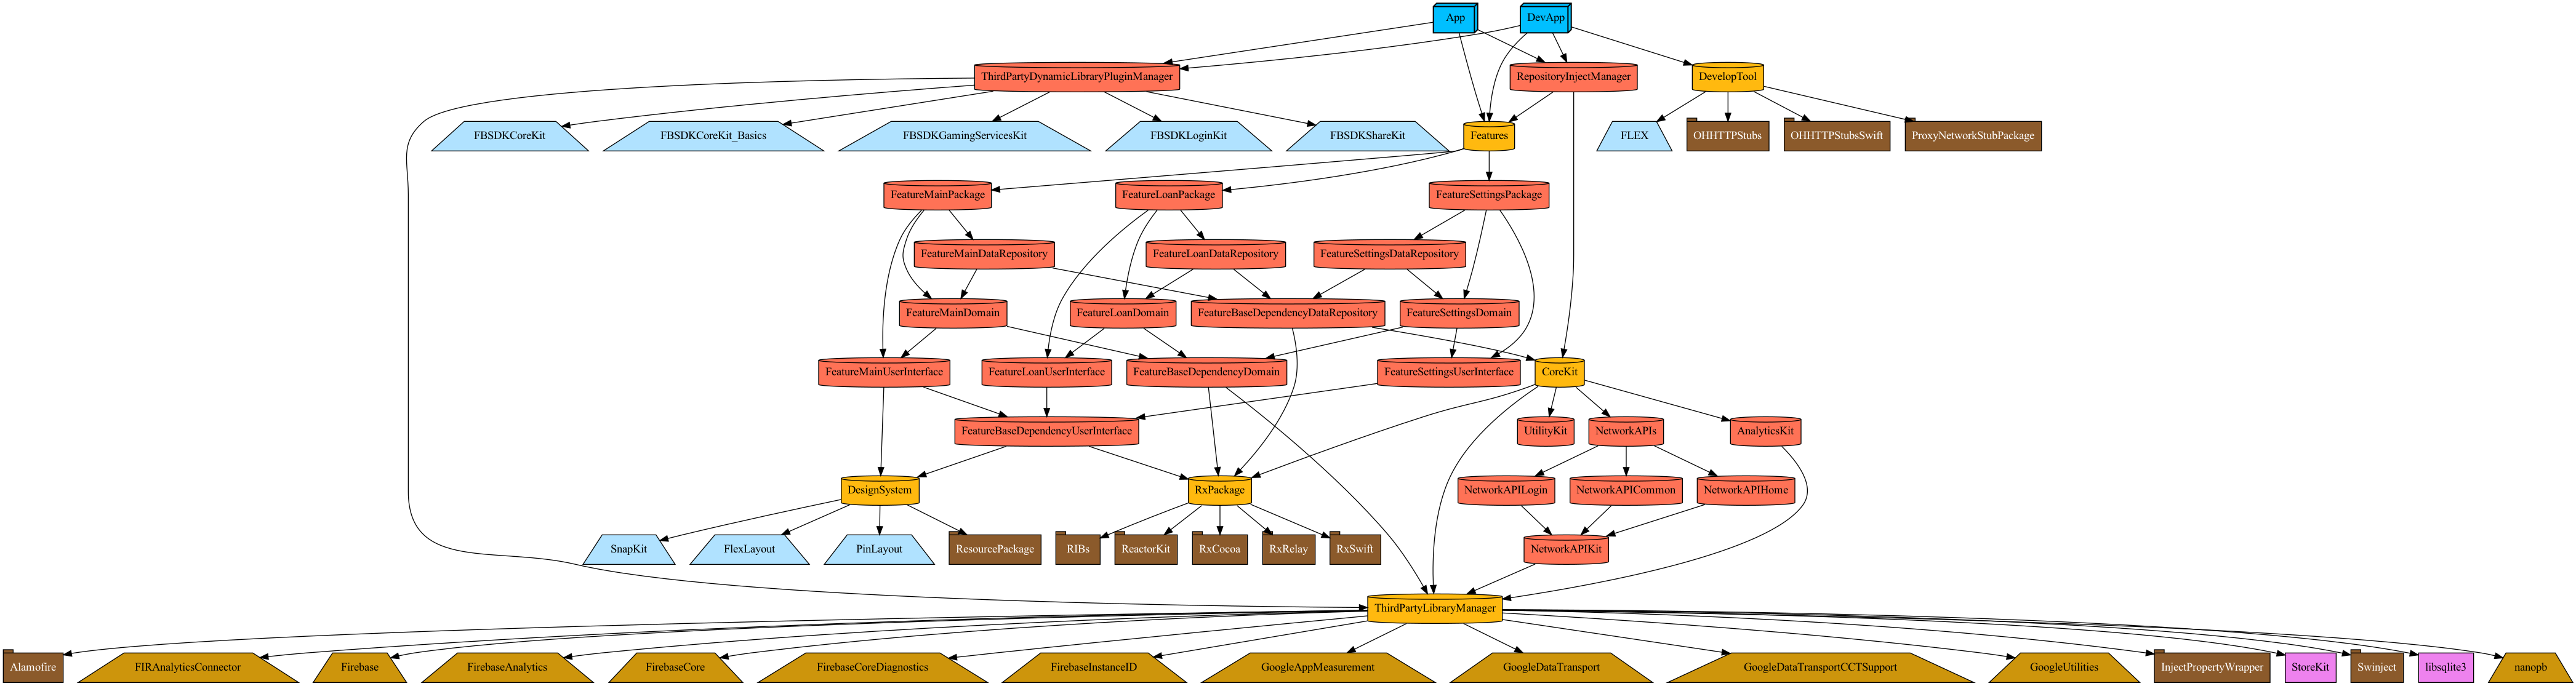 App
DevApp
ThirdPartyDynamicLibraryPluginManager
RepositoryInjectManager
DevelopTool
FBSDKCoreKit
FBSDKCoreKit_Basics
FBSDKGamingServicesKit
FBSDKLoginKit
FBSDKShareKit
Features
FLEX
OHHTTPStubs
OHHTTPStubsSwift
ProxyNetworkStubPackage
FeatureMainPackage
FeatureLoanPackage
FeatureSettingsPackage
FeatureMainDataRepository
FeatureLoanDataRepository
FeatureSettingsDataRepository
FeatureMainDomain
FeatureLoanDomain
FeatureBaseDependencyDataRepository
FeatureSettingsDomain
FeatureMainUserInterface
FeatureLoanUserInterface
FeatureBaseDependencyDomain
FeatureSettingsUserInterface
CoreKit
FeatureBaseDependencyUserInterface
UtilityKit
NetworkAPIs
AnalyticsKit
DesignSystem
RxPackage
NetworkAPILogin
NetworkAPICommon
NetworkAPIHome
SnapKit
FlexLayout
PinLayout
ResourcePackage
RIBs
ReactorKit
RxCocoa
RxRelay
RxSwift
NetworkAPIKit
ThirdPartyLibraryManager
Alamofire
FIRAnalyticsConnector
Firebase
FirebaseAnalytics
FirebaseCore
FirebaseCoreDiagnostics
FirebaseInstanceID
GoogleAppMeasurement
GoogleDataTransport
GoogleDataTransportCCTSupport
GoogleUtilities
InjectPropertyWrapper
StoreKit
Swinject
libsqlite3
nanopb